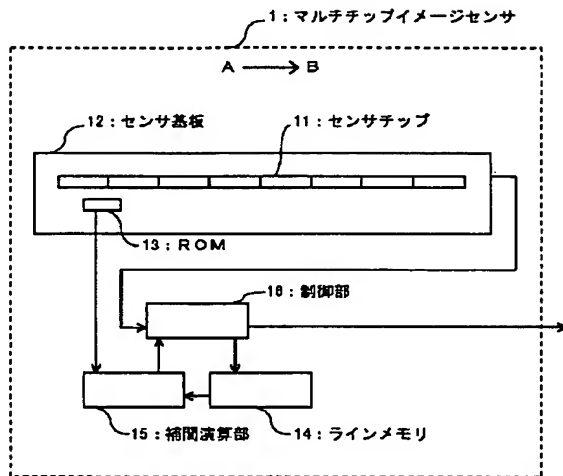 1：マルチチップイメージセンサ
A ⟶ B
12：センサ基板
11：センサチップ
13：ROM
16：制御部
15：補間演算部
14：ラインメモリ